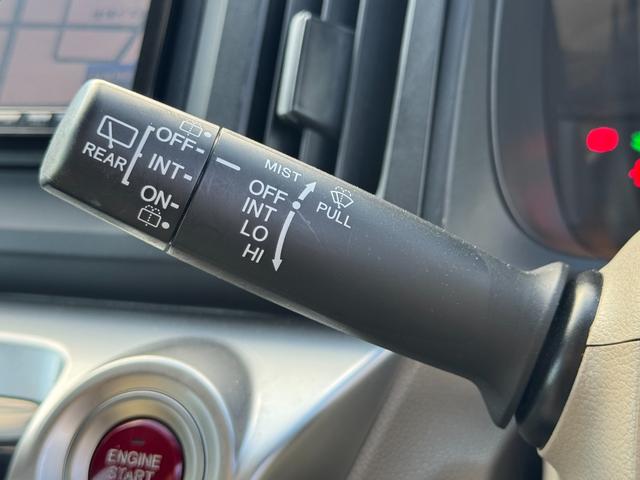 REAR
OFF
INT
ON
MIST
OFF
INT
LO
HI
PULL
ENGINE
START